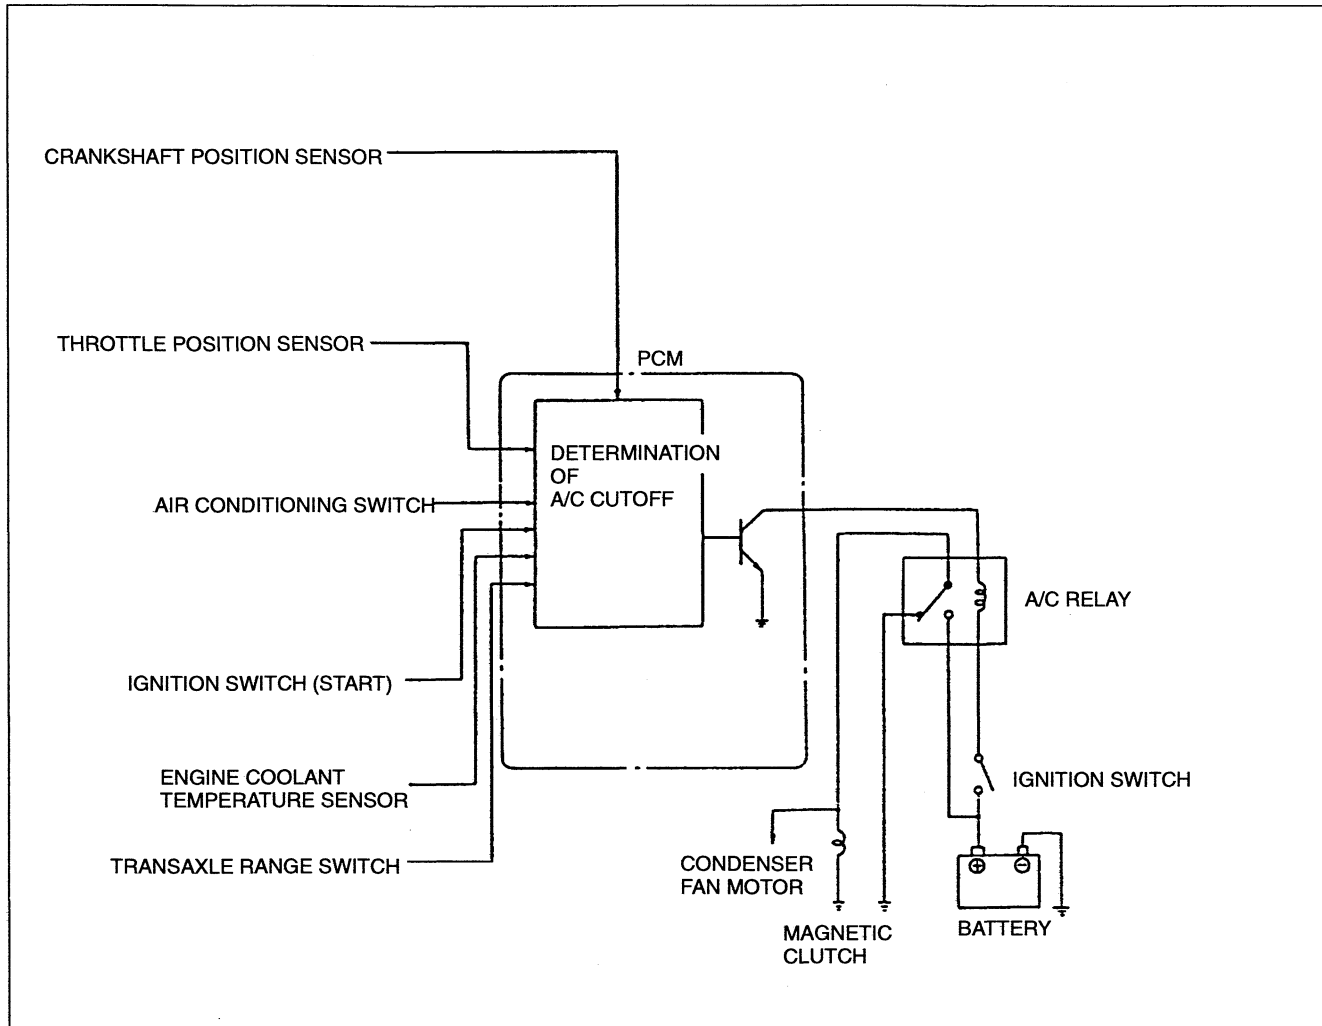 CRANKSHAFT POSITION SENSOR
THROTTLE POSITION SENSOR
PCM
DETERMINATION
OF
A/C CUTOFF
AIR CONDITIONING SWITCH
A/C RELAY
IGNITION SWITCH (START)
ENGINE COOLANT
TEMPERATURE SENSOR
IGNITION SWITCH
TRANSAXLE RANGE SWITCH
CONDENSER
FAN MOTOR
MAGNETIC
CLUTCH
+ −
BATTERY